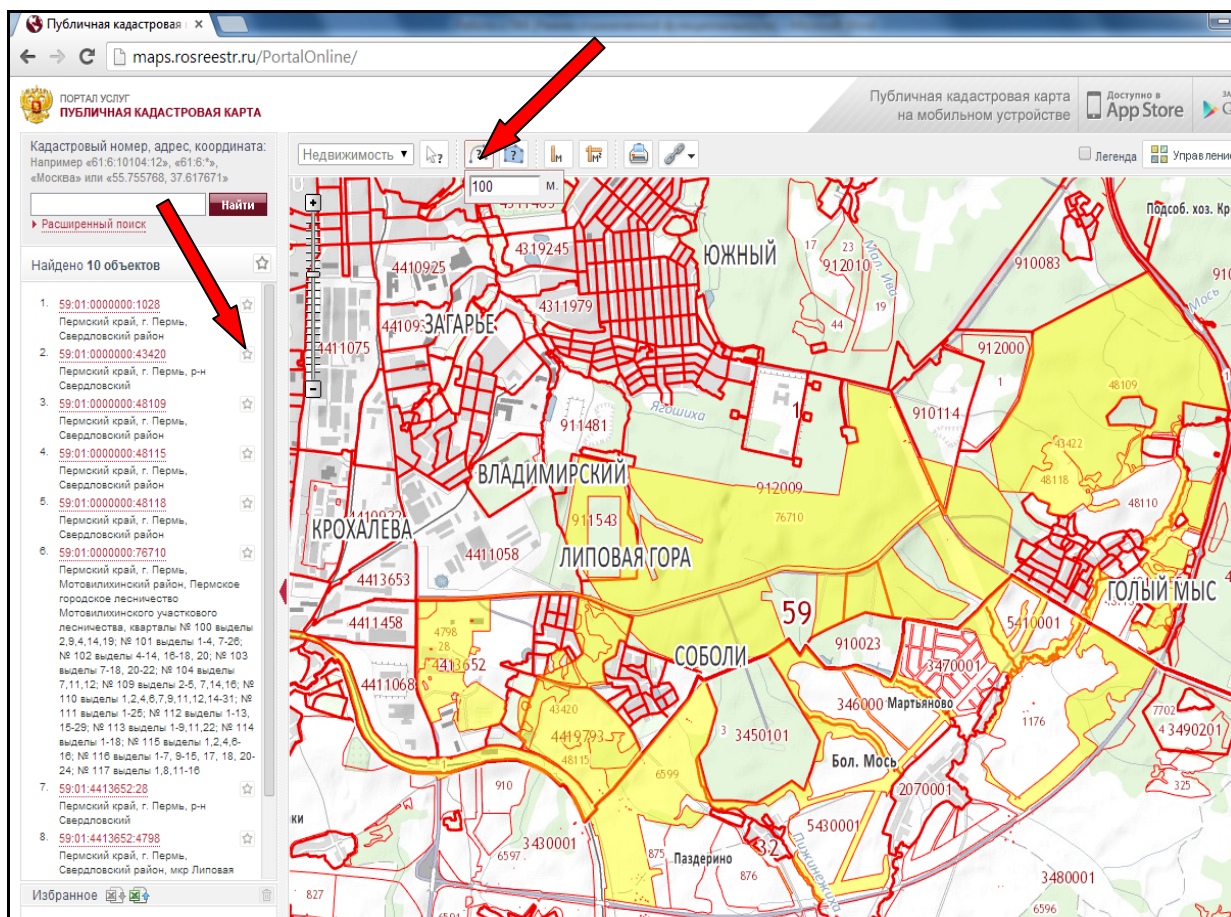 Публичная кадастровая
maps.rosreestr.ru/PortalOnline/
ПОРТАЛ УСЛУГ
ПУБЛИЧНАЯ КАДАСТРОВАЯ КАРТА
Публичная кадастровая карта
на мобильном устройстве
Доступно в
App Store
Кадастровый номер, адрес, координата:
Например «61:6:10104:12», «61:6:*»,
«Москва» или «55.755768, 37.617671»
Найти
Расширенный поиск
Найдено 10 объектов
1. 59:01:0000000:1028
Пермский край, г. Пермь,
Свердловский район
2. 59:01:0000000:43420
Пермский край, г. Пермь, р-н
Свердловский
3. 59:01:0000000:48109
Пермский край, г. Пермь,
Свердловский район
4. 59:01:0000000:48115
Пермский край, г. Пермь,
Свердловский район
5. 59:01:0000000:48118
Пермский край, г. Пермь,
Свердловский район
6. 59:01:0000000:76710
Пермский край, г. Пермь,
Мотовилихинский район, Пермское
городское лесничество
Мотовилихинского участкового
лесничества, кварталы № 100 выделы
2,9,4,14,19; № 101 выделы 1-4, 7-26;
№ 102 выделы 4-14, 16-18, 20; № 103
выделы 7-18, 20-22; № 104 выделы
7,11,12; № 109 выделы 2-5, 7,14,16; №
110 выделы 1,2,4,6,7,9,11,12,14-31; №
111 выделы 1-25; № 112 выделы 1-13,
15-29; № 113 выделы 1-9,11,22; № 114
выделы 1-18; № 115 выделы 1,2,4,6-
16; № 116 выделы 1-7, 9-15, 17, 18, 20-
24; № 117 выделы 1,8,11-16
7. 59:01:4413652:28
Пермский край, г. Пермь, р-н
Свердловский
8. 59:01:4413652:4798
Пермский край, г. Пермь,
Свердловский район, мкр Липовая
Избранное
Недвижимость
Легенда
Управление
100 м.
Подсоб. хоз. Кр
ЮЖНЫЙ
17
23
Мал. Ива
4319245
4410925
912010
910083
Мось
19
4311979
44
ЗАГАРЬЕ
4411075
912000
1
48109
Ягошиха
1
910114
911481
43422
ВЛАДИМИРСКИЙ
48118
912009
48110
76710
911543
КРОХАЛЕВА
4411058
ЛИПОВАЯ ГОРА
4413653
ГОЛЫЙ МЫС
59
4411458
5410001
4798
28
910023
СОБОЛИ
4413652
3470001
4411068
346000
Мартьяново
7702
43420
1176
3
3450101
4
3490201
4419793
48115
Бол. Мось
6599
325
910
2070001
ки
5430001
3430001
6597
875
Паздерино
32
876
Пижинежиха
3480001
827
6596